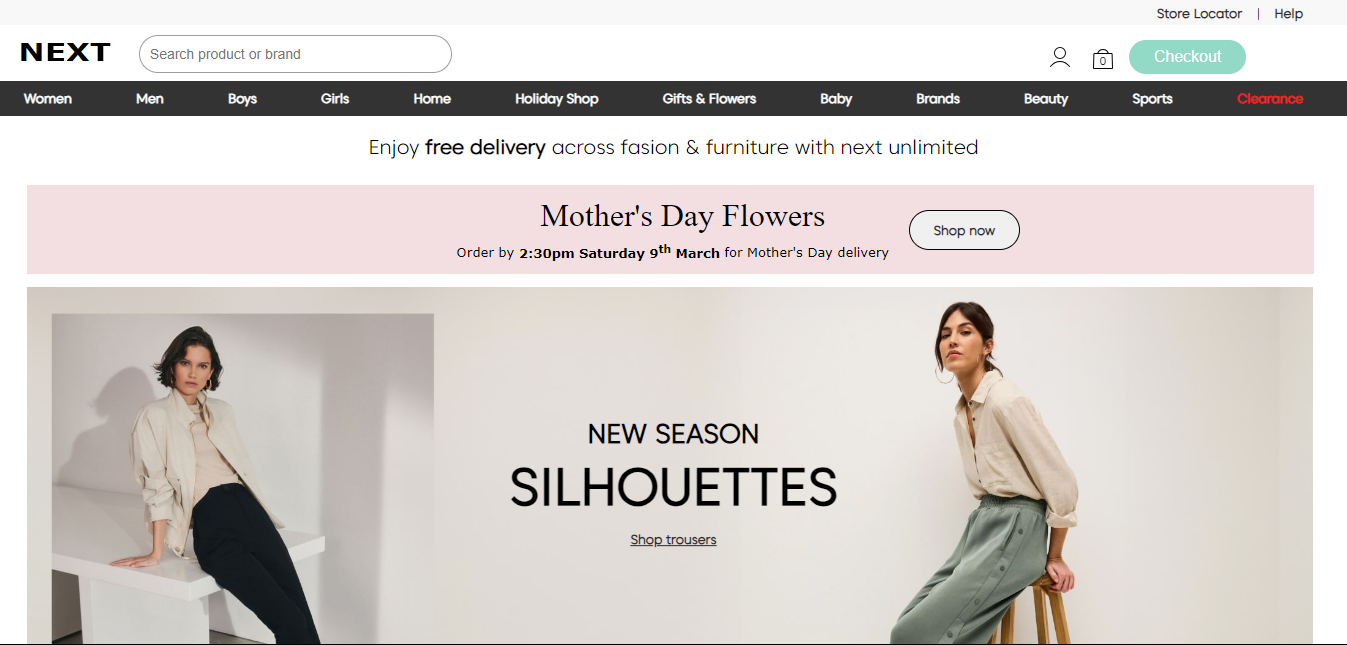 Store Locator | Help
NEXT Search product or brand 0 Checkout
Women Men Boys Girls Home Holiday Shop Gifts & Flowers Baby Brands Beauty Sports Clearance
Enjoy free delivery across fasion & furniture with next unlimited
Mother's Day Flowers
Shop now
Order by 2:30pm Saturday 9th March for Mother's Day delivery
NEW SEASON
SILHOUETTES
Shop trousers